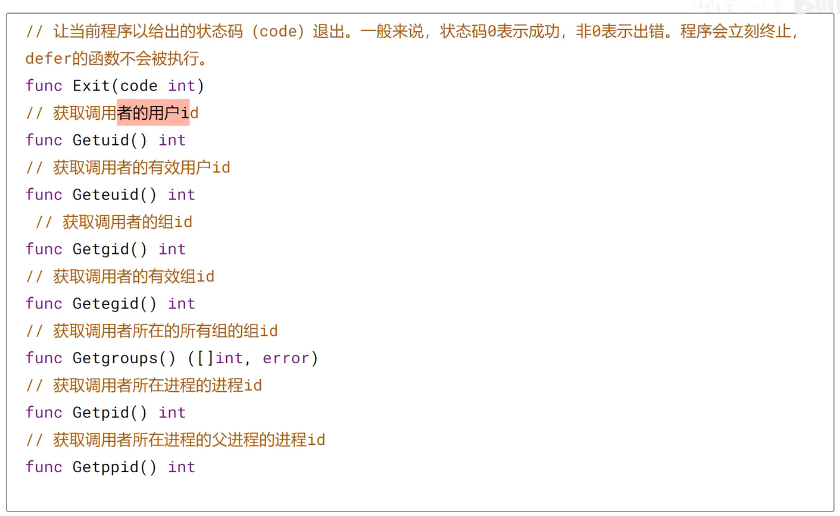 // 让当前程序以给出的状态码（code）退出。一般来说，状态码0表示成功，非0表示出错。程序会立刻终止，
defer的函数不会被执行。
func Exit(code int)
// 获取调用者的用户id
func Getuid() int
// 获取调用者的有效用户id
func Geteuid() int
// 获取调用者的组id
func Getgid() int
// 获取调用者的有效组id
func Getegid() int
// 获取调用者所在的所有组的组id
func Getgroups() ([]int, error)
// 获取调用者所在进程的进程id
func Getpid() int
// 获取调用者所在进程的父进程的进程id
func Getppid() int